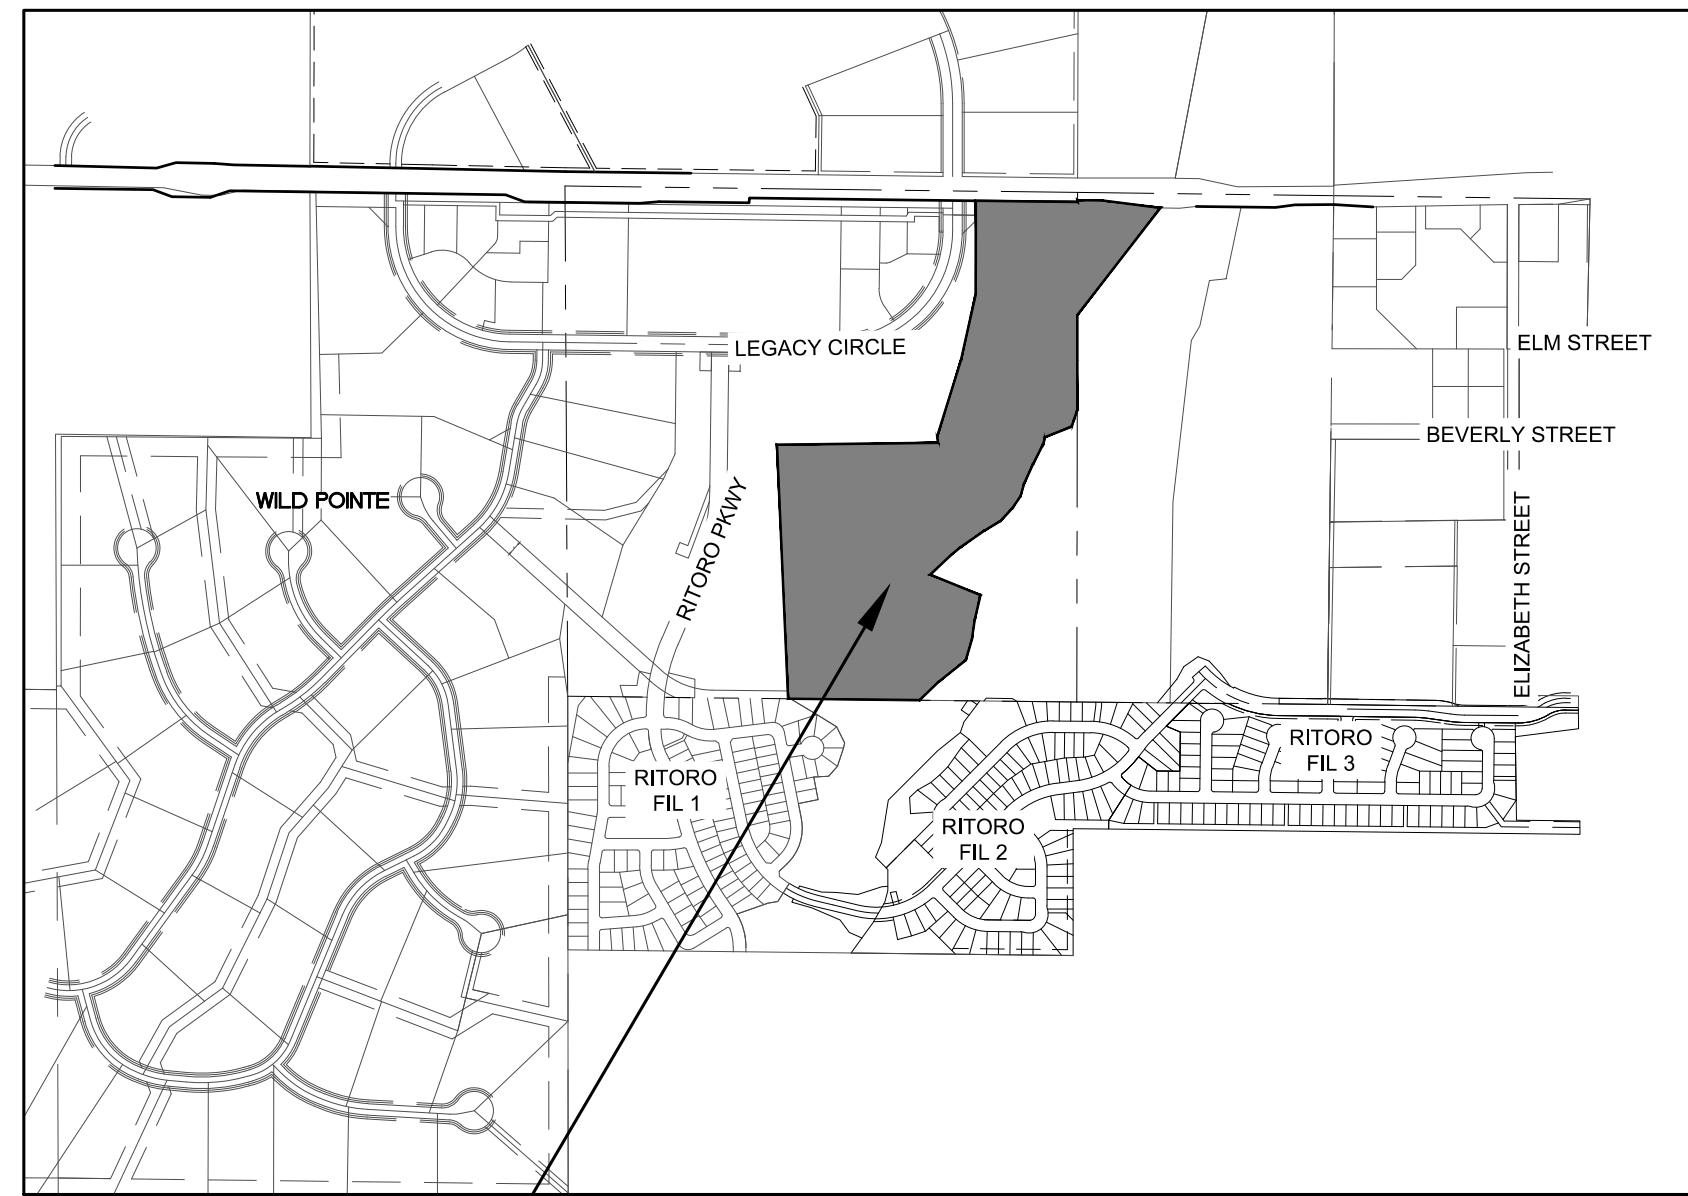 LEGACY CIRCLE
ELM STREET
BEVERLY STREET
WILD POINTE
RITORO PKWY
ELIZABETH STREET
RITORO
FIL 1
RITORO
FIL 2
RITORO
FIL 3